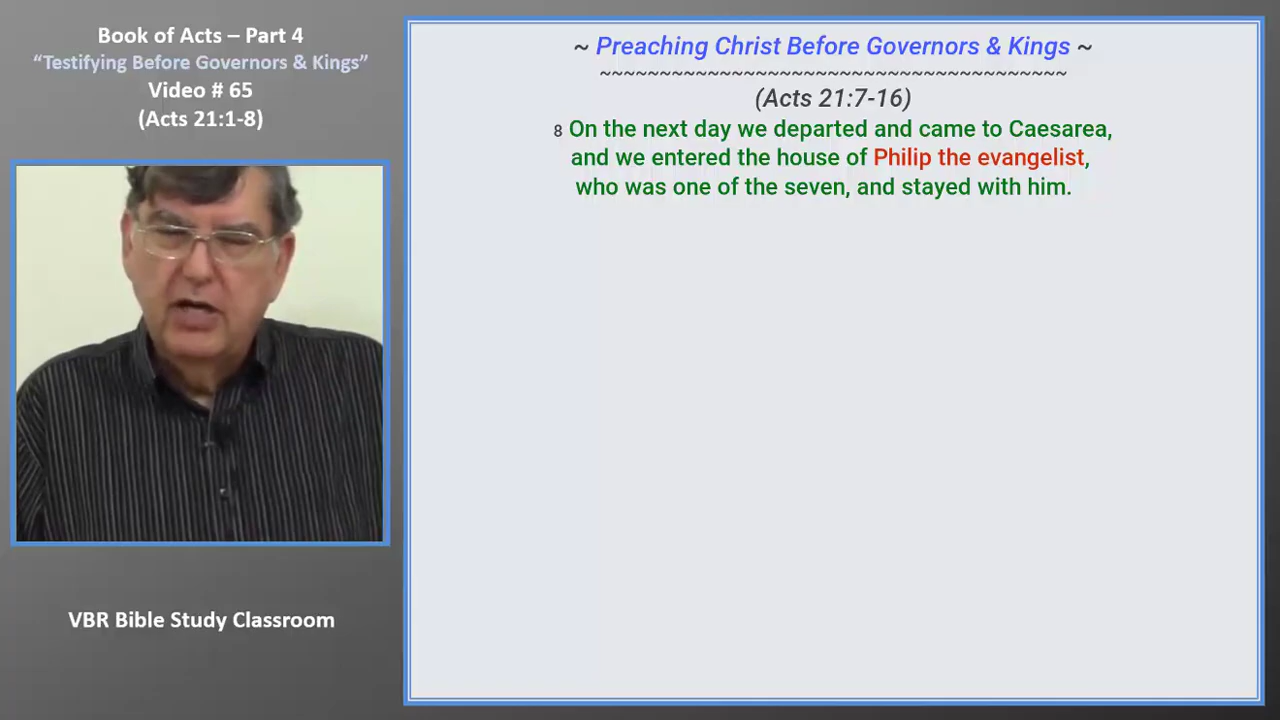 Book of Acts – Part 4
“Testifying Before Governors & Kings”
Video # 65
(Acts 21:1-8)
VBR Bible Study Classroom
~ Preaching Christ Before Governors & Kings ~
~~~~~~~~~~~~~~~~~~~~~~~~~~~~~~~~~~~~~~~
(Acts 21:7-16)
8 On the next day we departed and came to Caesarea,
and we entered the house of Philip the evangelist,
who was one of the seven, and stayed with him.